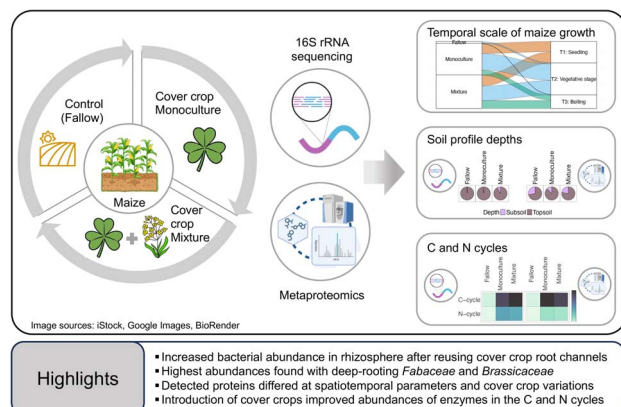 Control
(Fallow)
Cover crop
Monoculture
Maize
Cover
crop
Mixture
16S rRNA
sequencing
Metaproteomics
Temporal scale of maize growth
Fallow
Monoculture
Mixture
T1: Seedling
T2: Vegetative stage
Soil profile depths
Fallow
Monoculture
Mixture
Fallow
Monoculture
Mixture
Depth Subsoil Topsoil
C and N cycles
Fallow
Monoculture
Mixture
Fallow
Monoculture
Mixture
C-cycle
N-cycle
Image sources: iStock, Google Images, BioRender
Highlights
▪ Increased bacterial abundance in rhizosphere after reusing cover crop root channels
▪ Highest abundances found with deep-rooting Fabaceae and Brassicaceae
▪ Detected proteins differed at spatiotemporal parameters and cover crop variations
▪ Introduction of cover crops improved abundances of enzymes in the C and N cycles